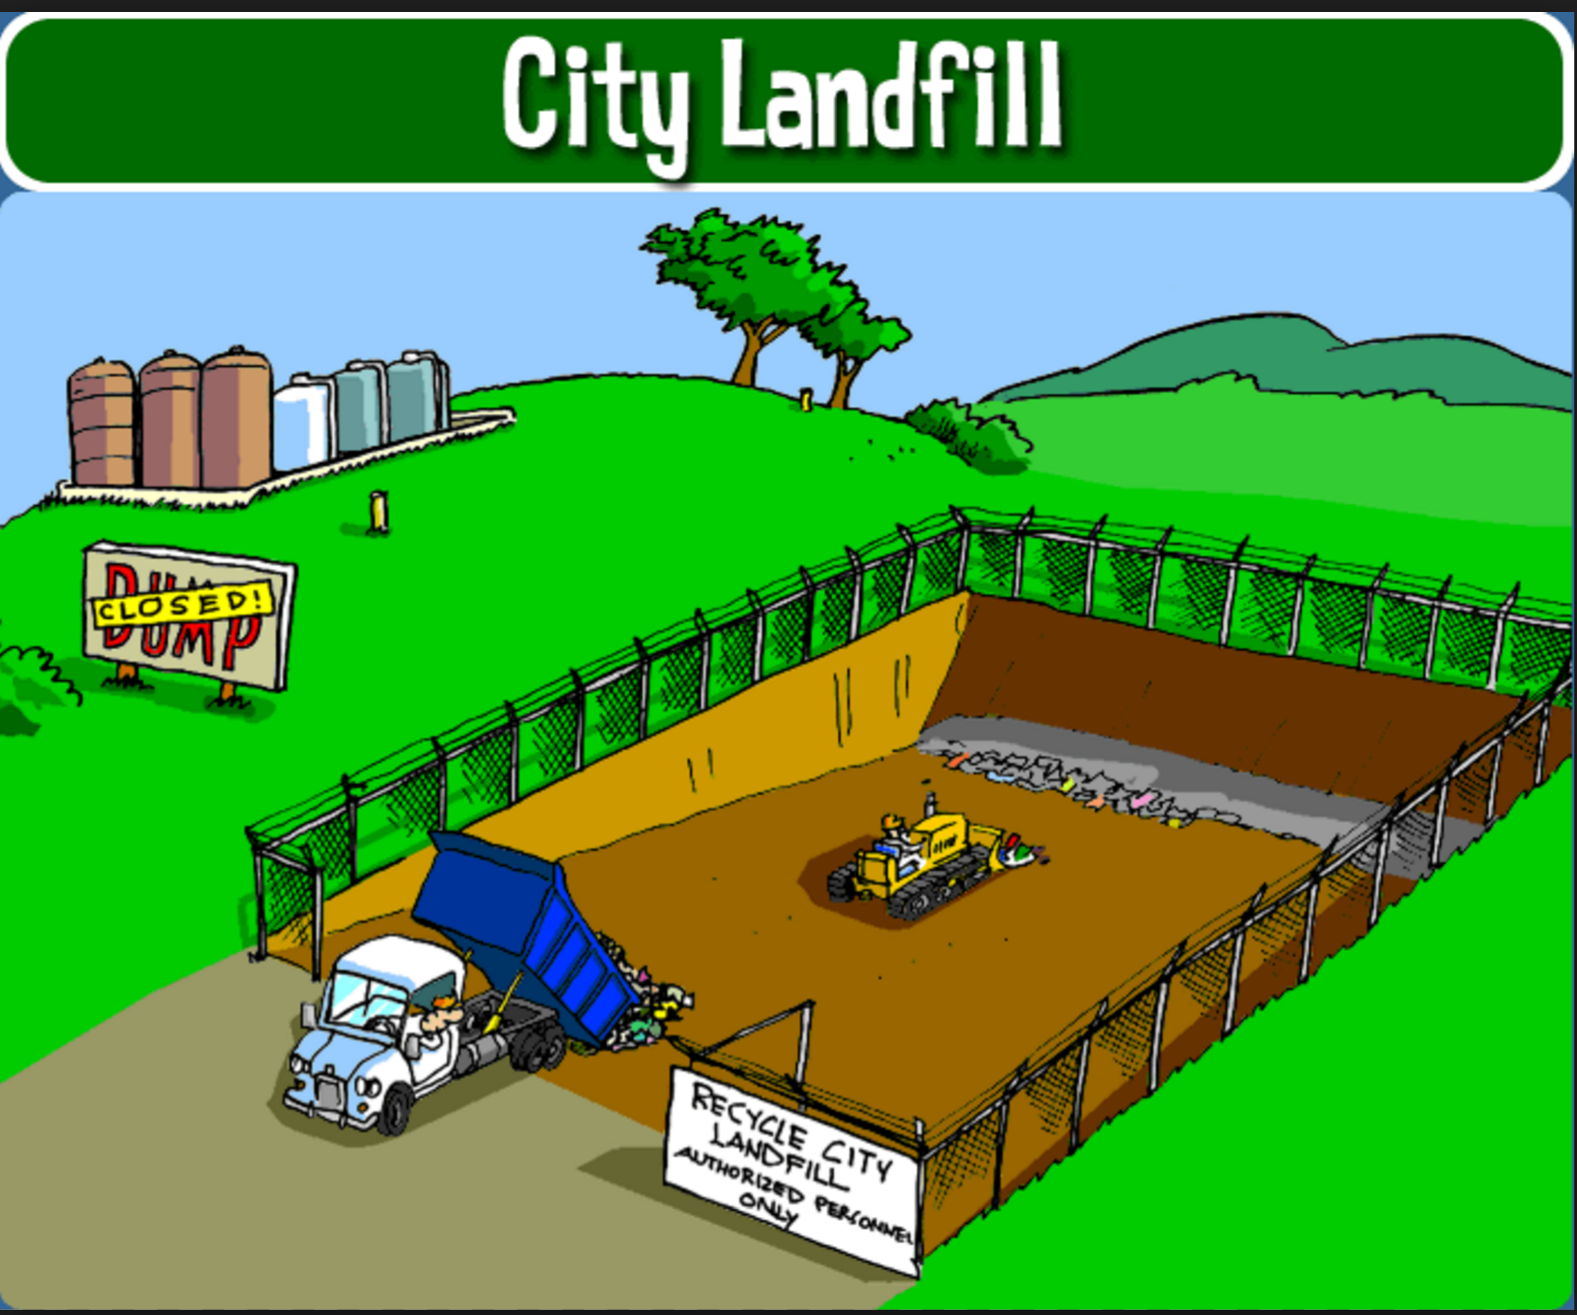 City Landfill
DUMP
CLOSED!
RECYCLE CITY
LANDFILL
AUTHORIZED PERSONNEL
ONLY